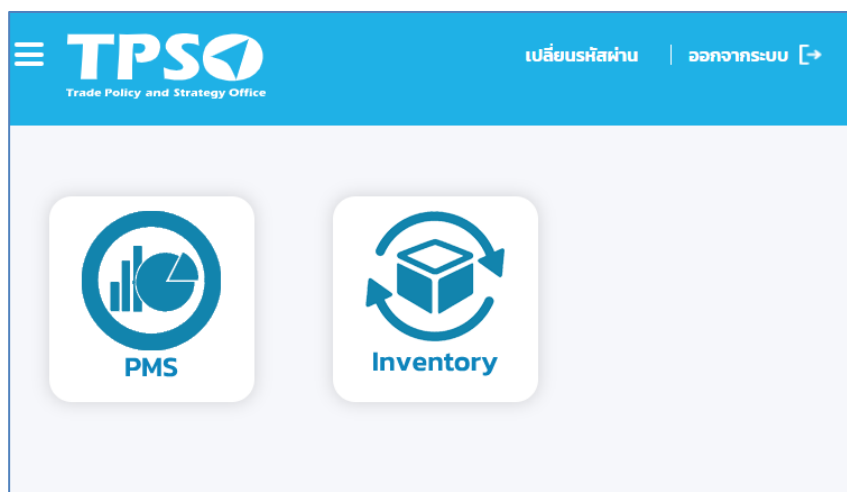 TPSO
Trade Policy and Strategy Office
เปลี่ยนรหัสผ่าน
ออกจากระบบ
PMS
Inventory